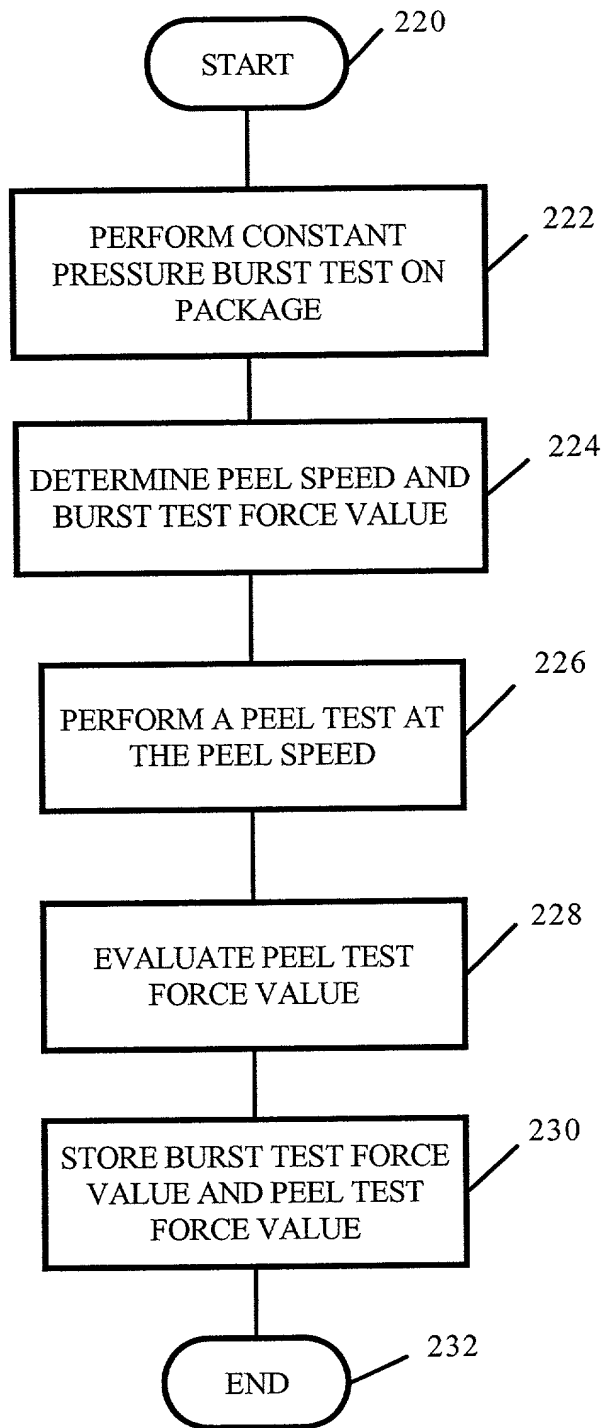 220
START
222
PERFORM CONSTANT
PRESSURE BURST TEST ON
PACKAGE
224
DETERMINE PEEL SPEED AND
BURST TEST FORCE VALUE
226
PERFORM A PEEL TEST AT
THE PEEL SPEED
228
EVALUATE PEEL TEST
FORCE VALUE
230
STORE BURST TEST FORCE
VALUE AND PEEL TEST
FORCE VALUE
232
END